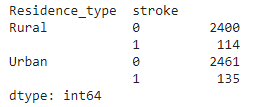 Residence_type  stroke
Rural           0         2400
                1          114
Urban           0         2461
                1          135
dtype: int64